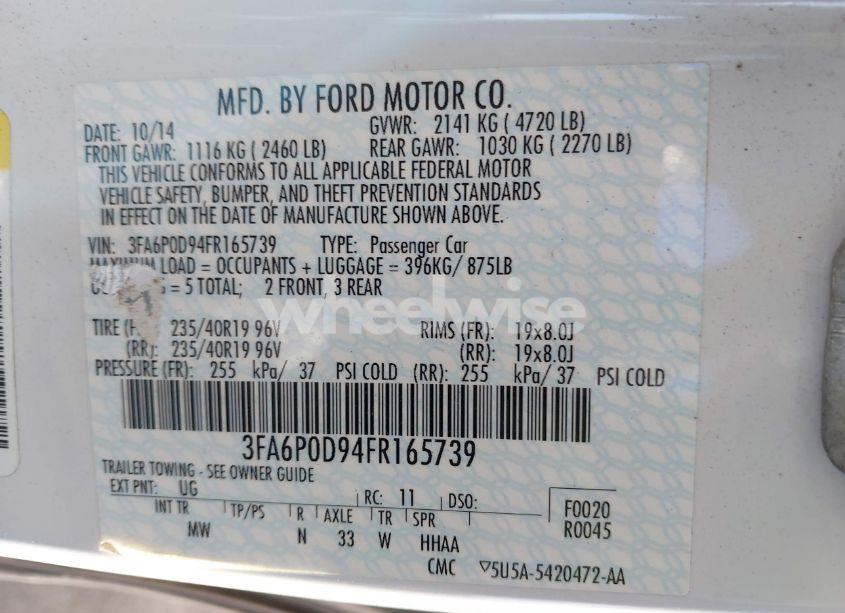 MFD. BY FORD MOTOR CO.
DATE: 10/14 GVWR: 2141 KG ( 4720 LB)
FRONT GAWR: 1116 KG ( 2460 LB) REAR GAWR: 1030 KG ( 2270 LB)
THIS VEHICLE CONFORMS TO ALL APPLICABLE FEDERAL MOTOR
VEHICLE SAFETY, BUMPER, AND THEFT PREVENTION STANDARDS
IN EFFECT ON THE DATE OF MANUFACTURE SHOWN ABOVE.
VIN: 3FA6P0D94FR165739 TYPE: Passenger Car
MAXIMUM LOAD = OCCUPANTS + LUGGAGE = 396KG/ 875LB
= 5 TOTAL; 2 FRONT, 3 REAR
wheelwise
TIRE 235/40R19 96V RIMS (FR): 19x8.0J
(RR): 235/40R19 96V (RR): 19x8.0J
PRESSURE (FR): 255 kPa/ 37 PSI COLD (RR): 255 kPa/ 37 PSI COLD
3FA6P0D94FR165739
TRAILER TOWING - SEE OWNER GUIDE
EXT PNT: UG RC: 11 DSO: F0020
INT TR TP/PS R AXLE TR SPR R0045
MW N 33 W HHAA
CMC 5U5A-5420472-AA